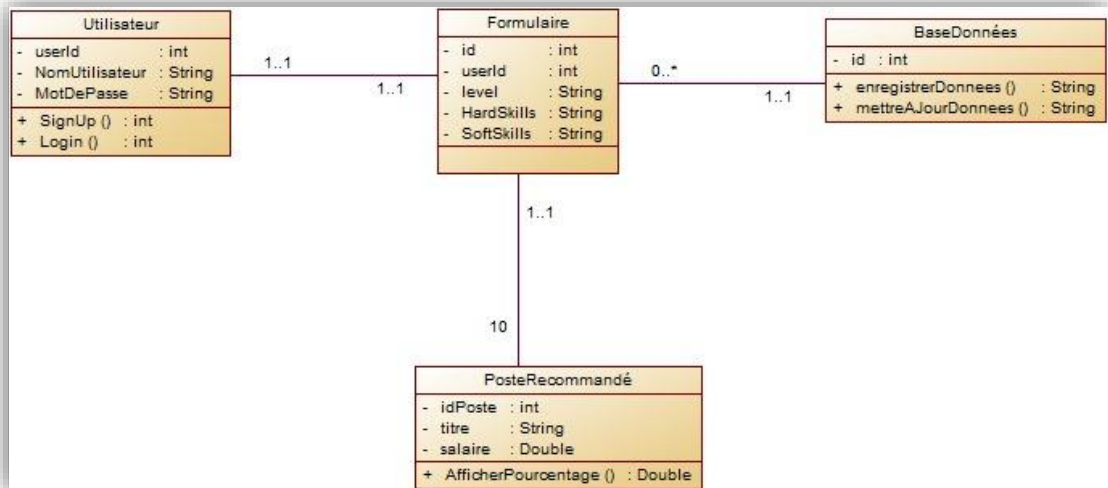 Utilisateur
- userId : int
- NomUtilisateur : String
- MotDePasse : String
+ SignUp () : int
+ Login () : int
1..1
1..1
Formulaire
- id : int
- userId : int
- level : String
- HardSkills : String
- SoftSkills : String
0..*
1..1
BaseDonnées
- id : int
+ enregistrerDonnees () : String
+ mettreAJourDonnees () : String
1..1
10
PosteRecommandé
- idPoste : int
- titre : String
- salaire : Double
+ AfficherPourcentage () : Double